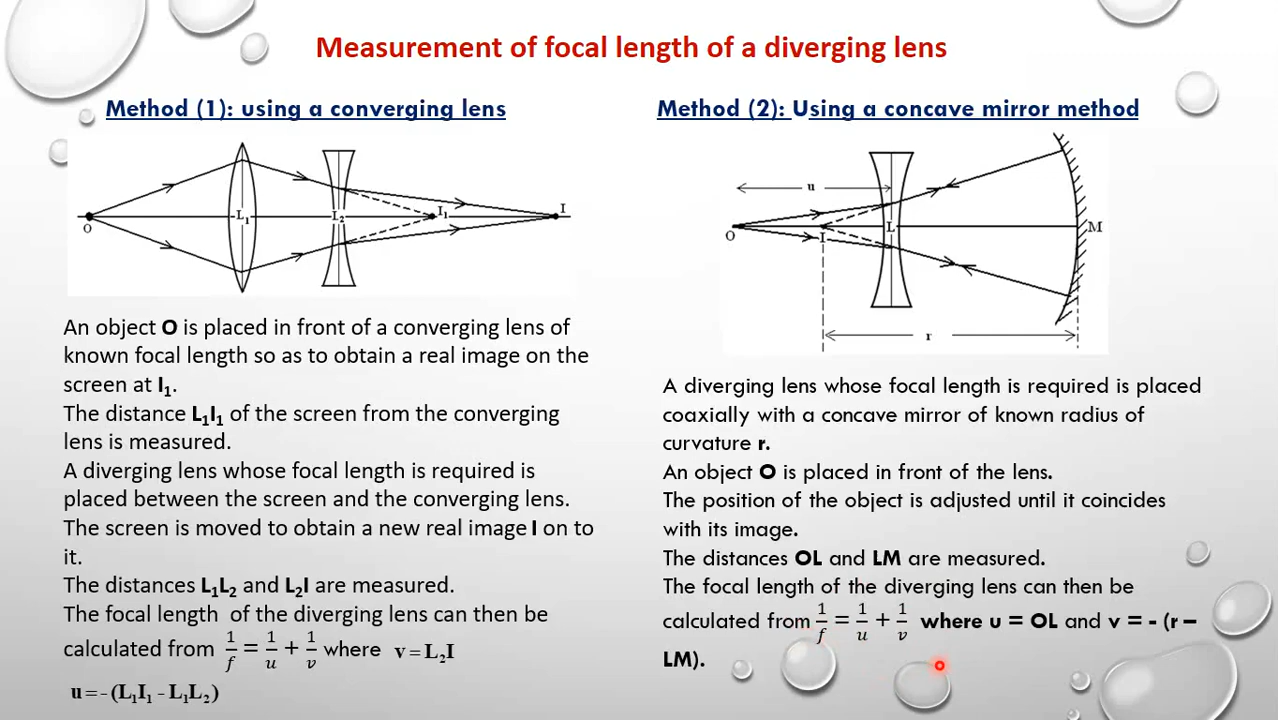 Measurement of focal length of a diverging lens
Method (1): using a converging lens
O
L₁
L₂
I₁
I
An object O is placed in front of a converging lens of
known focal length so as to obtain a real image on the
screen at I₁.
The distance L₁I₁ of the screen from the converging
lens is measured.
A diverging lens whose focal length is required is
placed between the screen and the converging lens.
The screen is moved to obtain a new real image I on to
it.
The distances L₁L₂ and L₂I are measured.
The focal length of the diverging lens can then be
calculated from 1/f = 1/u + 1/v where v = L₂I
u = - (L₁I₁ - L₁L₂)
Method (2): Using a concave mirror method
u
O
I
L
M
r
A diverging lens whose focal length is required is placed
coaxially with a concave mirror of known radius of
curvature r.
An object O is placed in front of the lens.
The position of the object is adjusted until it coincides
with its image.
The distances OL and LM are measured.
The focal length of the diverging lens can then be
calculated from 1/f = 1/u + 1/v where u = OL and v = - (r –
LM).